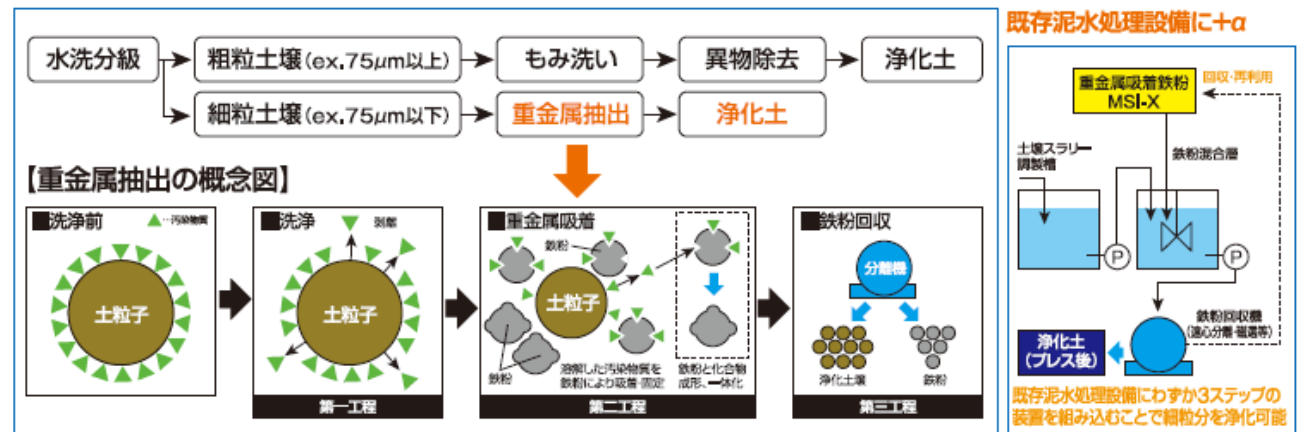 水洗分級
粗粒土壌(ex.75μm以上)
もみ洗い
異物除去
浄化土
細粒土壌(ex.75μm以下)
重金属抽出
浄化土
【重金属抽出の概念図】
■洗浄前
…汚染物質
土粒子
■洗浄
剥離
土粒子
第一工程
■重金属吸着
鉄粉
土粒子
鉄粉
溶解した汚染物質を
鉄粉により吸着・固定
鉄粉と化合物
成形、一体化
第二工程
■鉄粉回収
分離機
浄化土壌
鉄粉
第三工程
既存泥水処理設備に+α
重金属吸着鉄粉
MSI-X
回収・再利用
土壌スラリー
調製槽
鉄粉混合層
P
P
鉄粉回収機
(遠心分離・磁選等)
浄化土
(プレス後)
既存泥水処理設備にわずか3ステップの
装置を組み込むことで細粒分を浄化可能